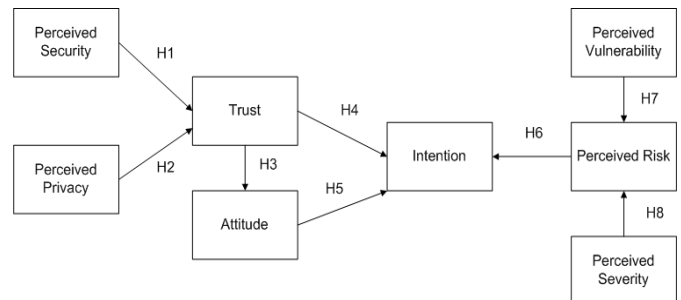 Perceived
Security
H1
Perceived
Privacy
H2
Trust
H3
Attitude
H4
H5
Intention
H6
Perceived
Vulnerability
H7
Perceived Risk
H8
Perceived
Severity